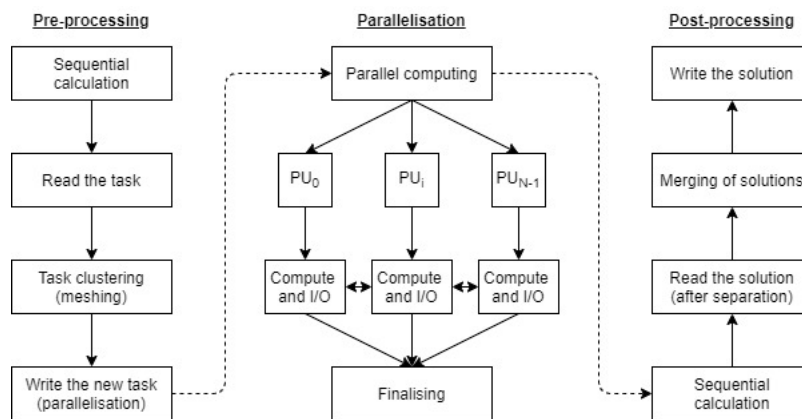 Pre-processing
Sequential
calculation
Read the task
Task clustering
(meshing)
Write the new task
(parallelisation)
Parallelisation
Parallel computing
PU0
PUi
PUN-1
Compute
and I/O
Compute
and I/O
Compute
and I/O
Finalising
Post-processing
Write the solution
Merging of solutions
Read the solution
(after separation)
Sequential
calculation